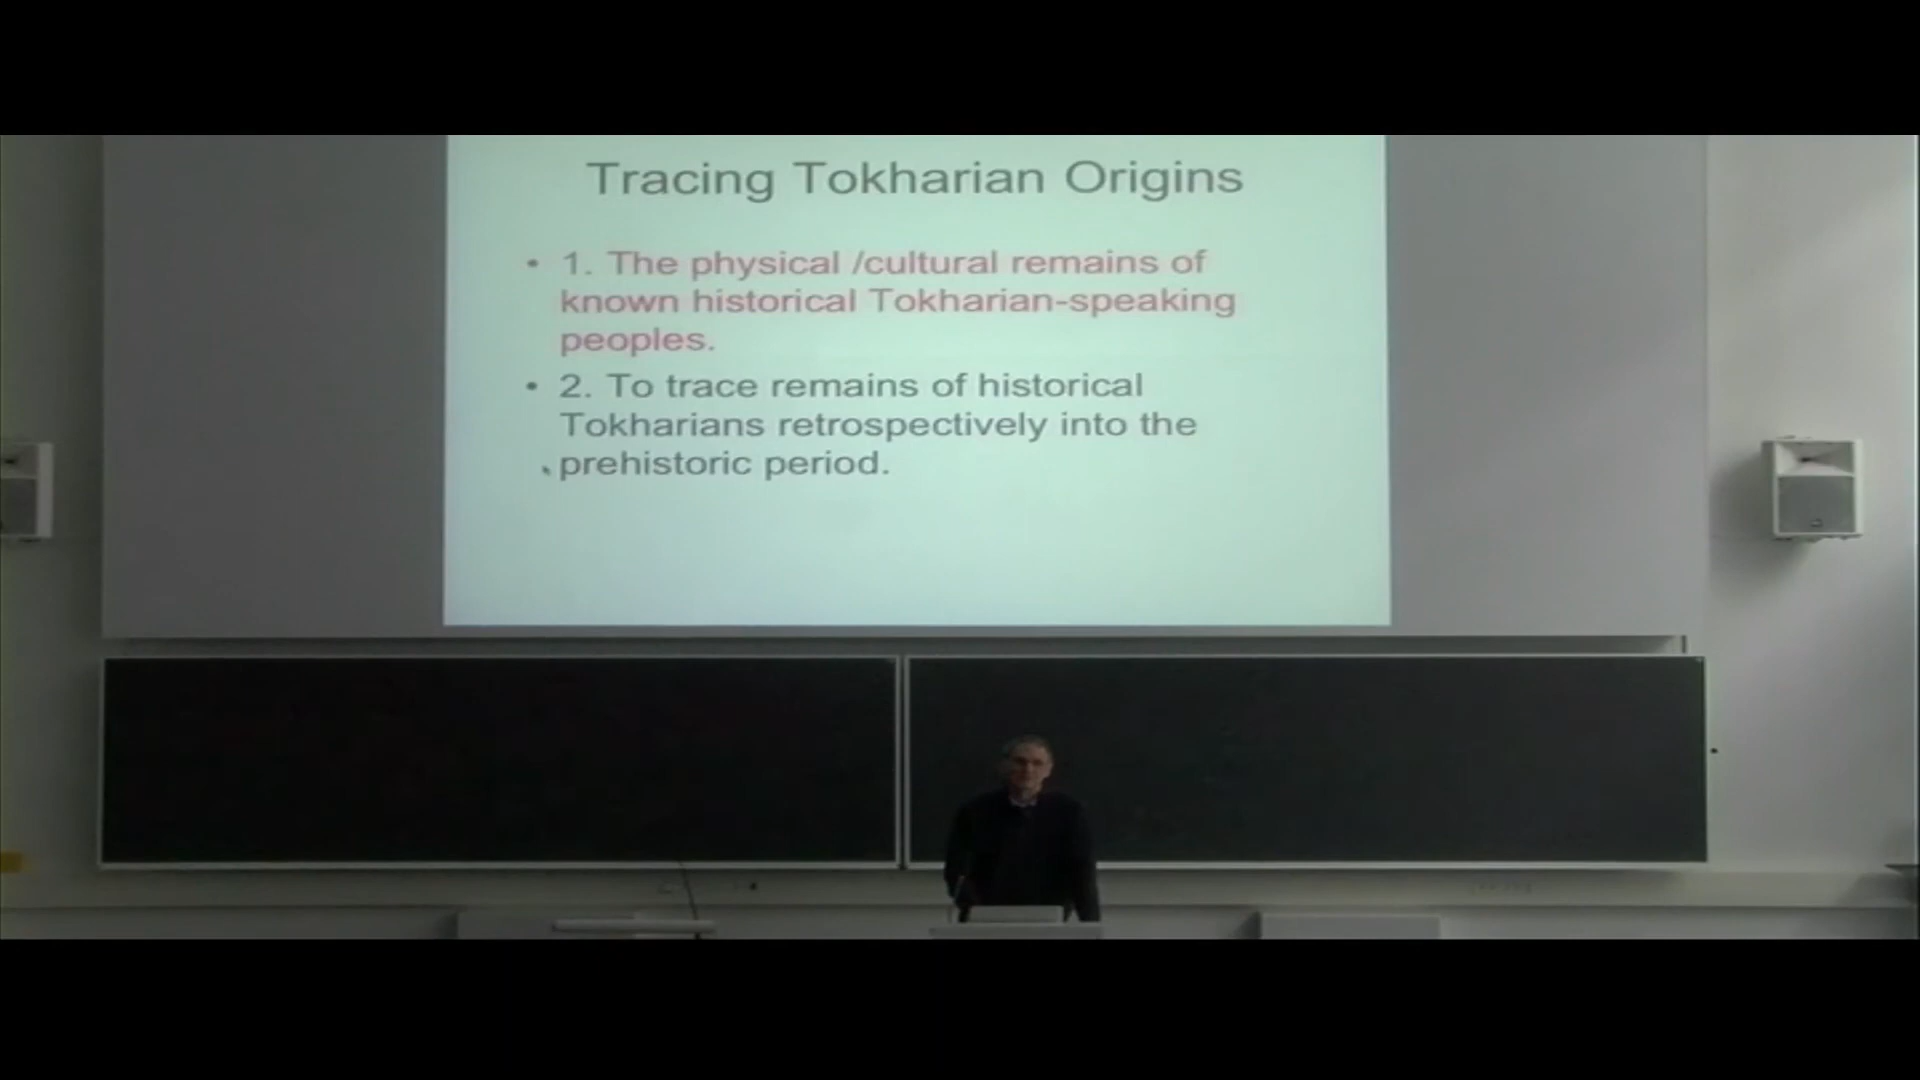 Tracing Tokharian Origins
• 1. The physical /cultural remains of
known historical Tokharian-speaking
peoples.
• 2. To trace remains of historical
Tokharians retrospectively into the
prehistoric period.